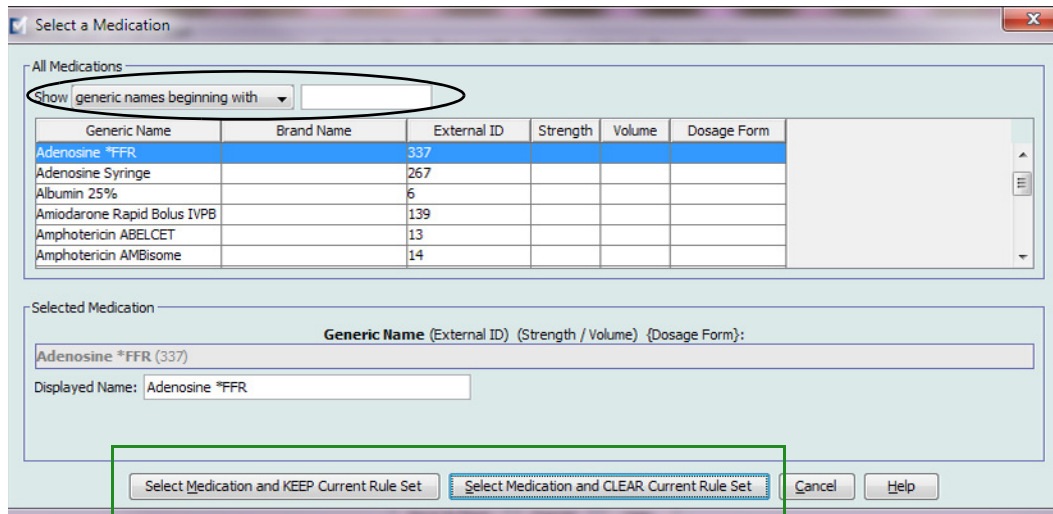 Select a Medication
All Medications
Show generic names beginning with
Generic Name Brand Name External ID Strength Volume Dosage Form
Adenosine *FFR 337
Adenosine Syringe 267
Albumin 25% 6
Amiodarone Rapid Bolus IVPB 139
Amphotericin ABELCET 13
Amphotericin AMBisome 14
Selected Medication
Generic Name (External ID) (Strength / Volume) {Dosage Form}:
Adenosine *FFR (337)
Displayed Name: Adenosine *FFR
Select Medication and KEEP Current Rule Set Select Medication and CLEAR Current Rule Set Cancel Help